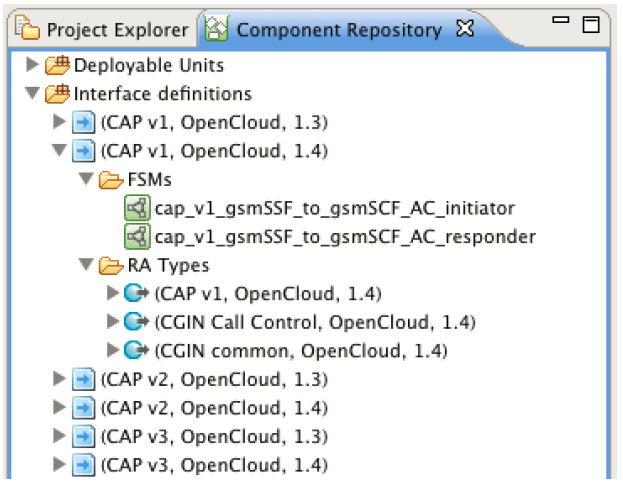 Project Explorer Component Repository
Deployable Units
Interface definitions
(CAP v1, OpenCloud, 1.3)
(CAP v1, OpenCloud, 1.4)
FSMs
cap_v1_gsmSSF_to_gsmSCF_AC_initiator
cap_v1_gsmSSF_to_gsmSCF_AC_responder
RA Types
(CAP v1, OpenCloud, 1.4)
(CGIN Call Control, OpenCloud, 1.4)
(CGIN common, OpenCloud, 1.4)
(CAP v2, OpenCloud, 1.3)
(CAP v2, OpenCloud, 1.4)
(CAP v3, OpenCloud, 1.3)
(CAP v3, OpenCloud, 1.4)